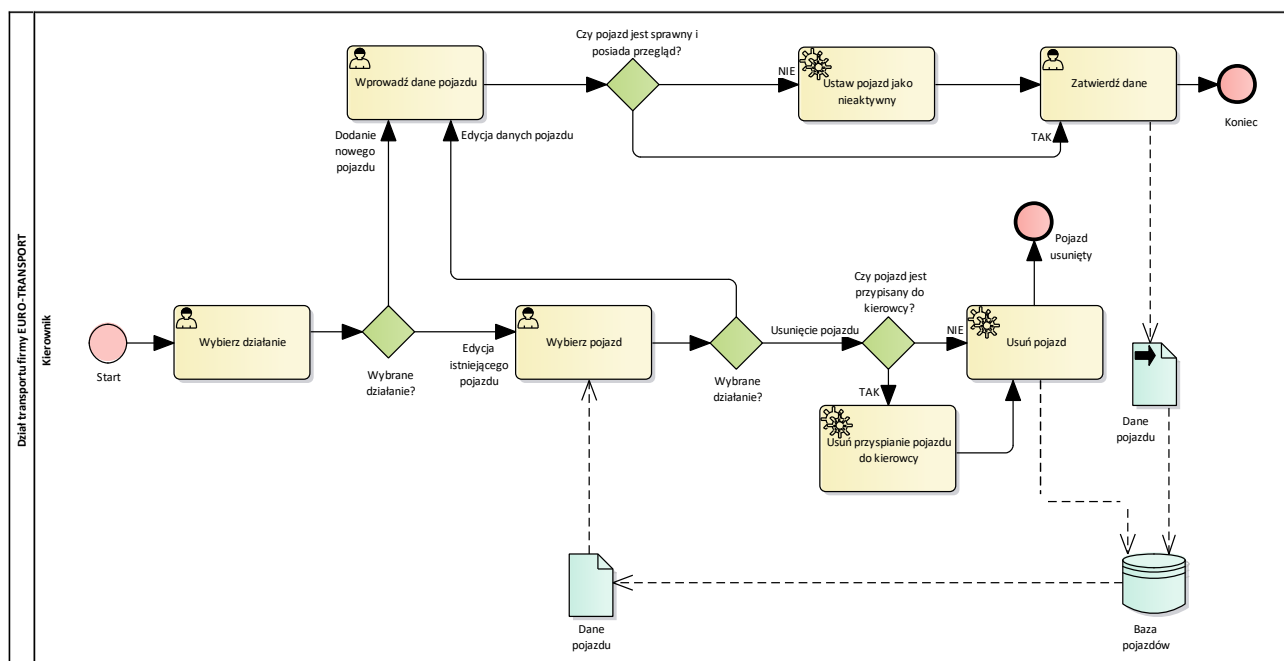 Dział transportu firmy EURO-TRANSPORT
Kierownik
Czy pojazd jest sprawny i
posiada przegląd?
Wprowadź dane pojazdu
NIE
Ustaw pojazd jako
nieaktywny
Zatwierdź dane
Koniec
TAK
Dodanie
nowego
pojazdu
Edycja danych pojazdu
Pojazd
usunięty
Czy pojazd jest
przypisany do
kierowcy?
Start
Wybierz działanie
Wybrane
działanie?
Edycja
istniejącego
pojazdu
Wybierz pojazd
Wybrane
działanie?
Usunięcie pojazdu
NIE
Usuń pojazd
TAK
Usuń przyspianie pojazdu
do kierowcy
Dane
pojazdu
Dane
pojazdu
Baza
pojazdów